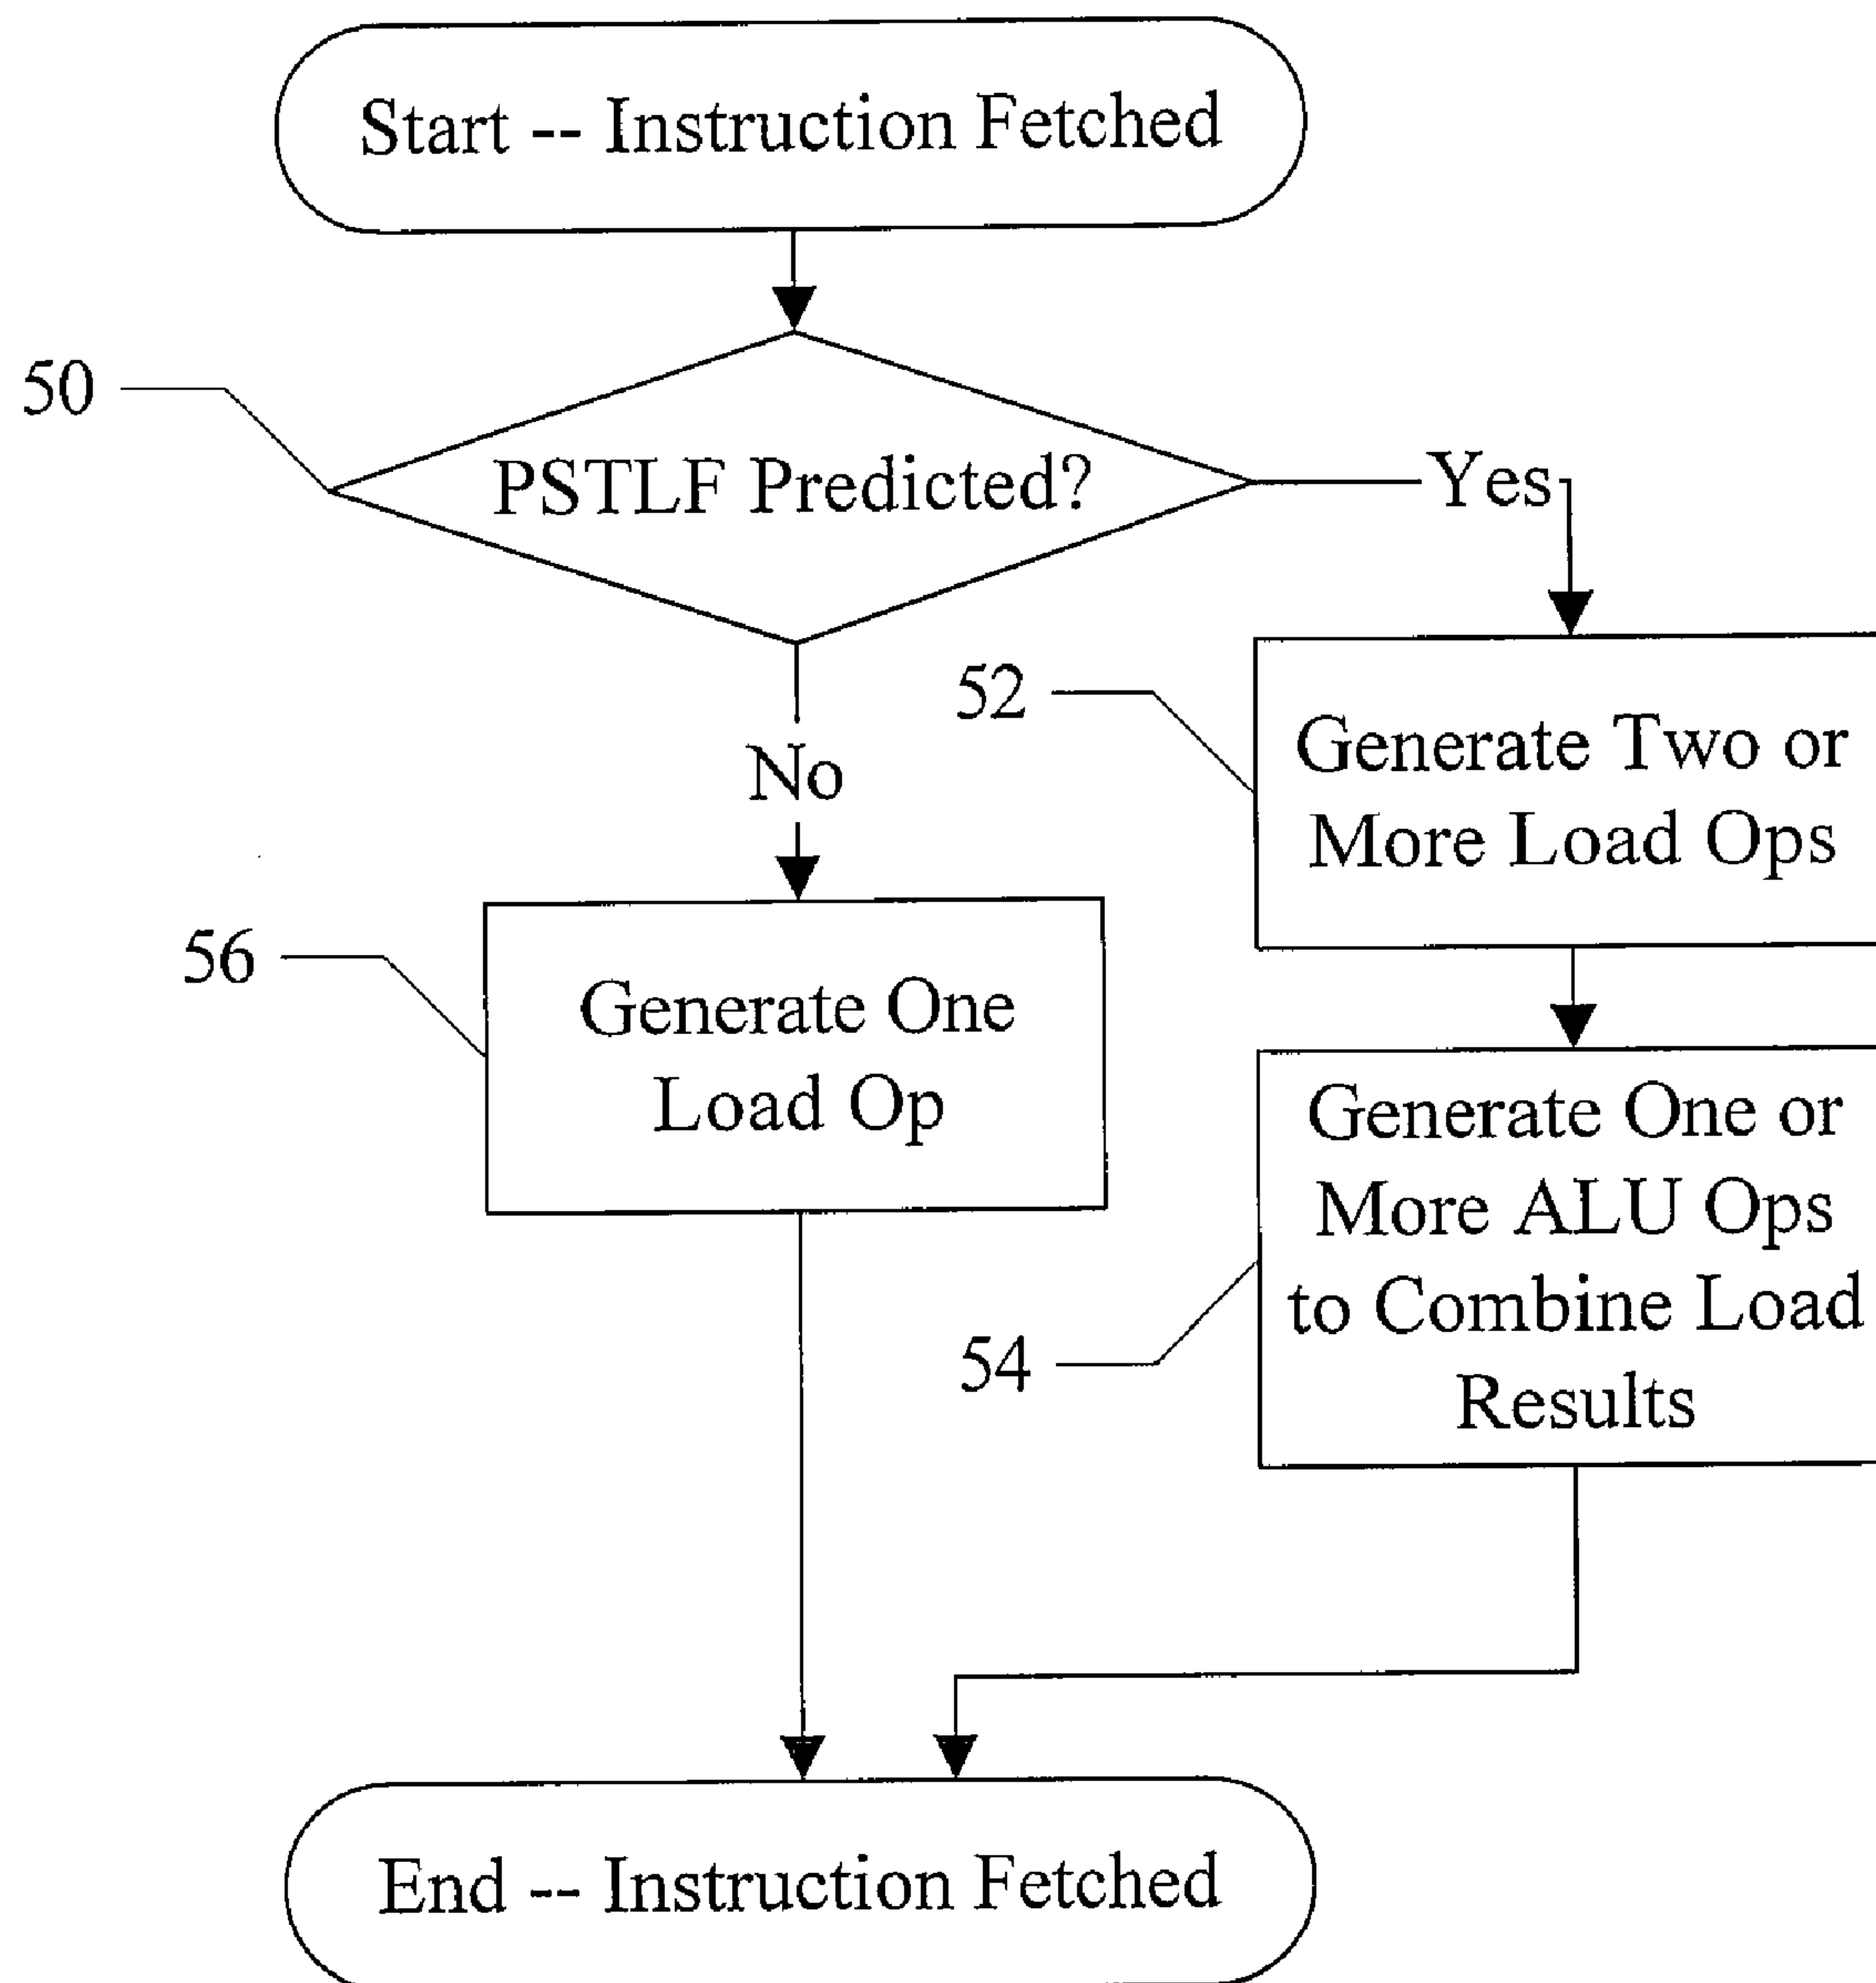 Start -- Instruction Fetched
50
PSTLF Predicted?
Yes
No
52
Generate Two or
More Load Ops
56
Generate One
Load Op
54
Generate One or
More ALU Ops
to Combine Load
Results
End -- Instruction Fetched